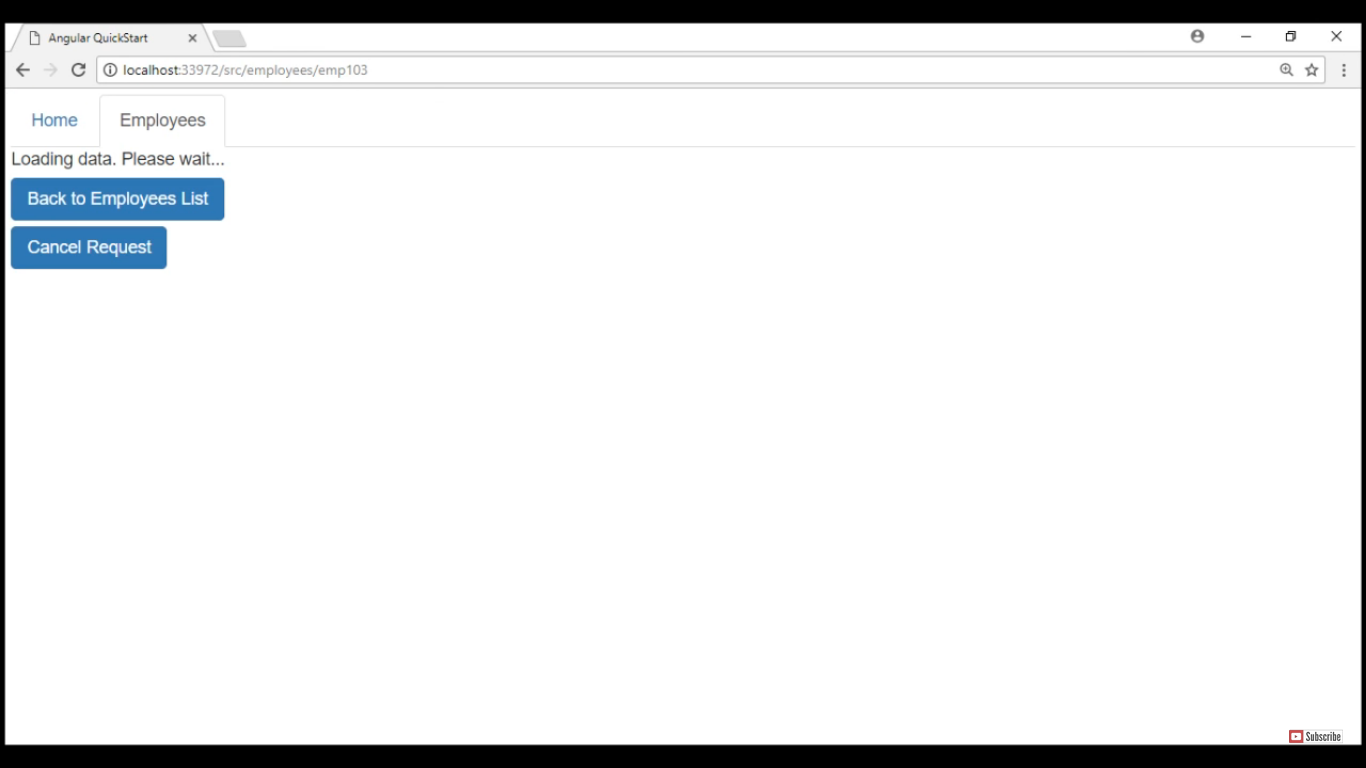 Angular QuickStart
localhost:33972/src/employees/emp103
Home
Employees
Loading data. Please wait...
Back to Employees List
Cancel Request
Subscribe